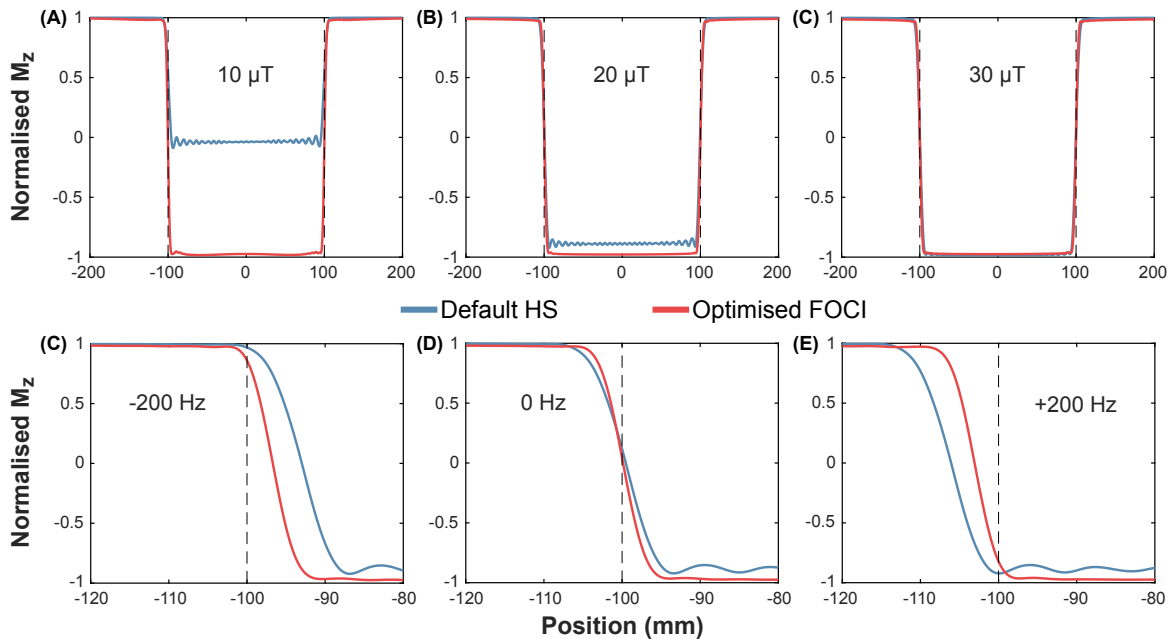 (A) (B) (C)
10 µT 20 µT 30 µT
Normalised Mz
1
0.5
0
-0.5
-1
-200 -100 0 100 200
1
0.5
0
-0.5
-1
-200 -100 0 100 200
1
0.5
0
-0.5
-1
-200 -100 0 100 200
Default HS Optimised FOCI
(C) (D) (E)
-200 Hz 0 Hz +200 Hz
Normalised Mz
1
0.5
0
-0.5
-1
-120 -110 -100 -90 -80
1
0.5
0
-0.5
-1
-120 -110 -100 -90 -80
1
0.5
0
-0.5
-1
-120 -110 -100 -90 -80
Position (mm)